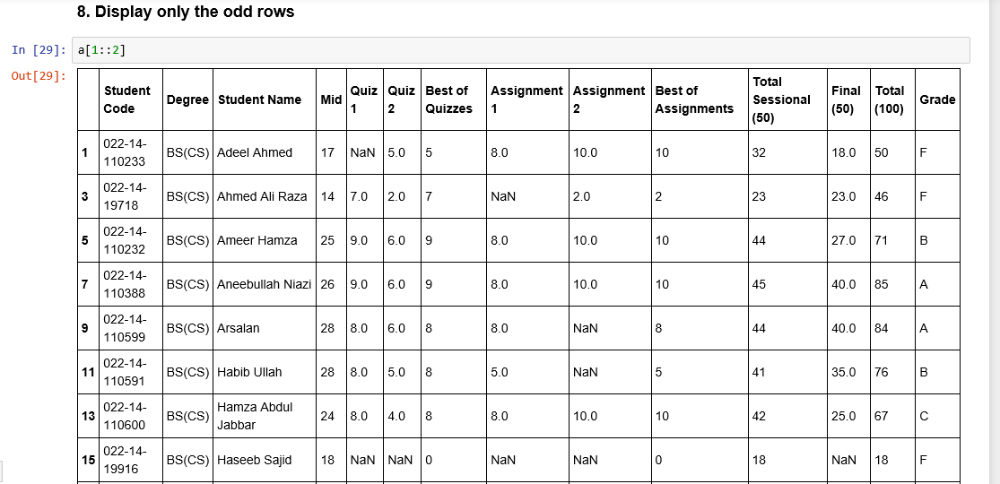 8. Display only the odd rows
In [29]: a[1::2]
Out[29]:
Student Code Degree Student Name Mid Quiz 1 Quiz 2 Best of Quizzes Assignment 1 Assignment 2 Best of Assignments Total Sessional (50) Final (50) Total (100) Grade
1 022-14-110233 BS(CS) Adeel Ahmed 17 NaN 5.0 5 8.0 10.0 10 32 18.0 50 F
3 022-14-19718 BS(CS) Ahmed Ali Raza 14 7.0 2.0 7 NaN 2.0 2 23 23.0 46 F
5 022-14-110232 BS(CS) Ameer Hamza 25 9.0 6.0 9 8.0 10.0 10 44 27.0 71 B
7 022-14-110388 BS(CS) Aneebullah Niazi 26 9.0 6.0 9 8.0 10.0 10 45 40.0 85 A
9 022-14-110599 BS(CS) Arsalan 28 8.0 6.0 8 8.0 NaN 8 44 40.0 84 A
11 022-14-110591 BS(CS) Habib Ullah 28 8.0 5.0 8 5.0 NaN 5 41 35.0 76 B
13 022-14-110600 BS(CS) Hamza Abdul Jabbar 24 8.0 4.0 8 8.0 10.0 10 42 25.0 67 C
15 022-14-19916 BS(CS) Haseeb Sajid 18 NaN NaN 0 NaN NaN 0 18 NaN 18 F